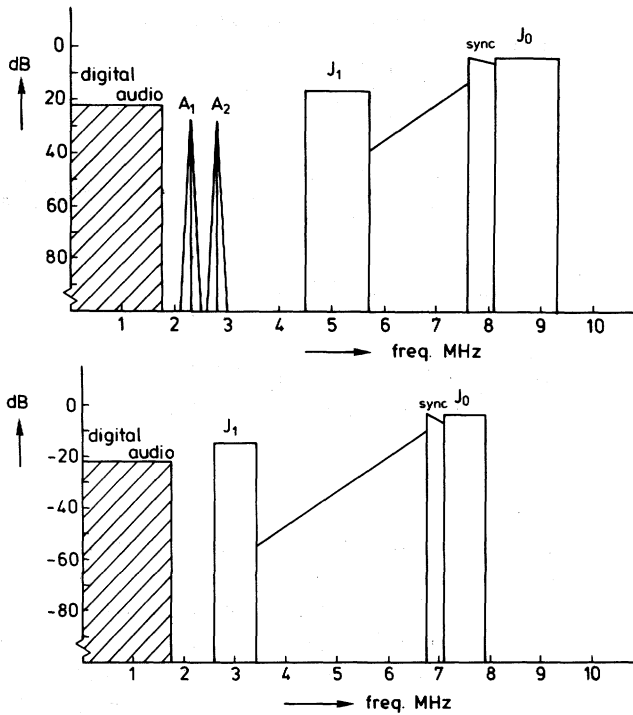 0
dB
20
40
60
80
digital
audio
A1
A2
J1
sync
J0
1 2 3 4 5 6 7 8 9 10
freq. MHz
0
dB
-20
-40
-60
-80
digital
audio
J1
sync
J0
1 2 3 4 5 6 7 8 9 10
freq. MHz